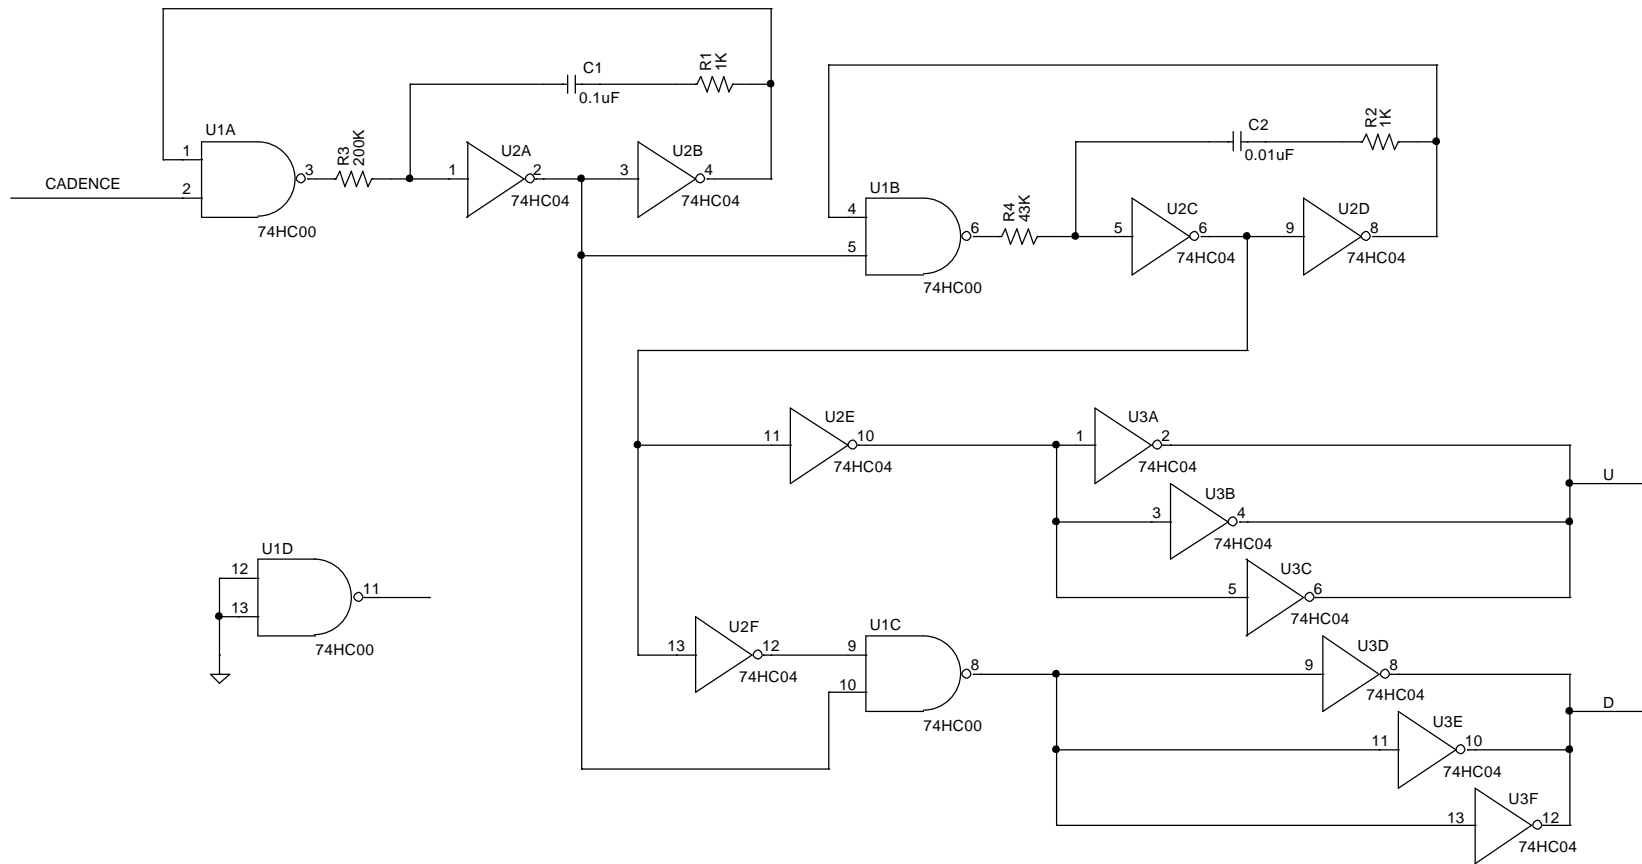 C1
0.1uF
R1
1K
U1A
1
2
3
74HC00
CADENCE
R3
200K
U2A
1
2
74HC04
U2B
3
4
74HC04
C2
0.01uF
R2
1K
U1B
4
5
6
74HC00
R4
43K
U2C
5
6
74HC04
U2D
9
8
74HC04
U2E
11
10
74HC04
U3A
1
2
74HC04
U
U3B
3
4
74HC04
U3C
5
6
74HC04
U1D
12
13
11
74HC00
U2F
13
12
74HC04
U1C
9
10
8
74HC00
U3D
9
8
74HC04
D
U3E
11
10
74HC04
U3F
13
12
74HC04